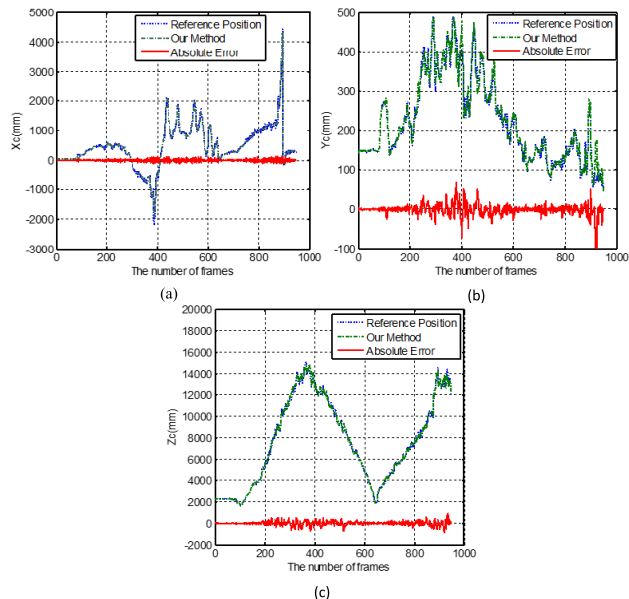 5000
4000
3000
2000
1000
0
-1000
-2000
-3000
Xc(mm)
Reference Position
Our Method
Absolute Error
0 200 400 600 800 1000
The number of frames
(a)
500
400
300
200
100
0
-100
Yc(mm)
Reference Position
Our Method
Absolute Error
0 200 400 600 800 1000
The number of frames
(b)
20000
18000
16000
14000
12000
10000
8000
6000
4000
2000
0
-2000
Zc(mm)
Reference Position
Our Method
Absolute Error
0 200 400 600 800 1000
The number of frames
(c)